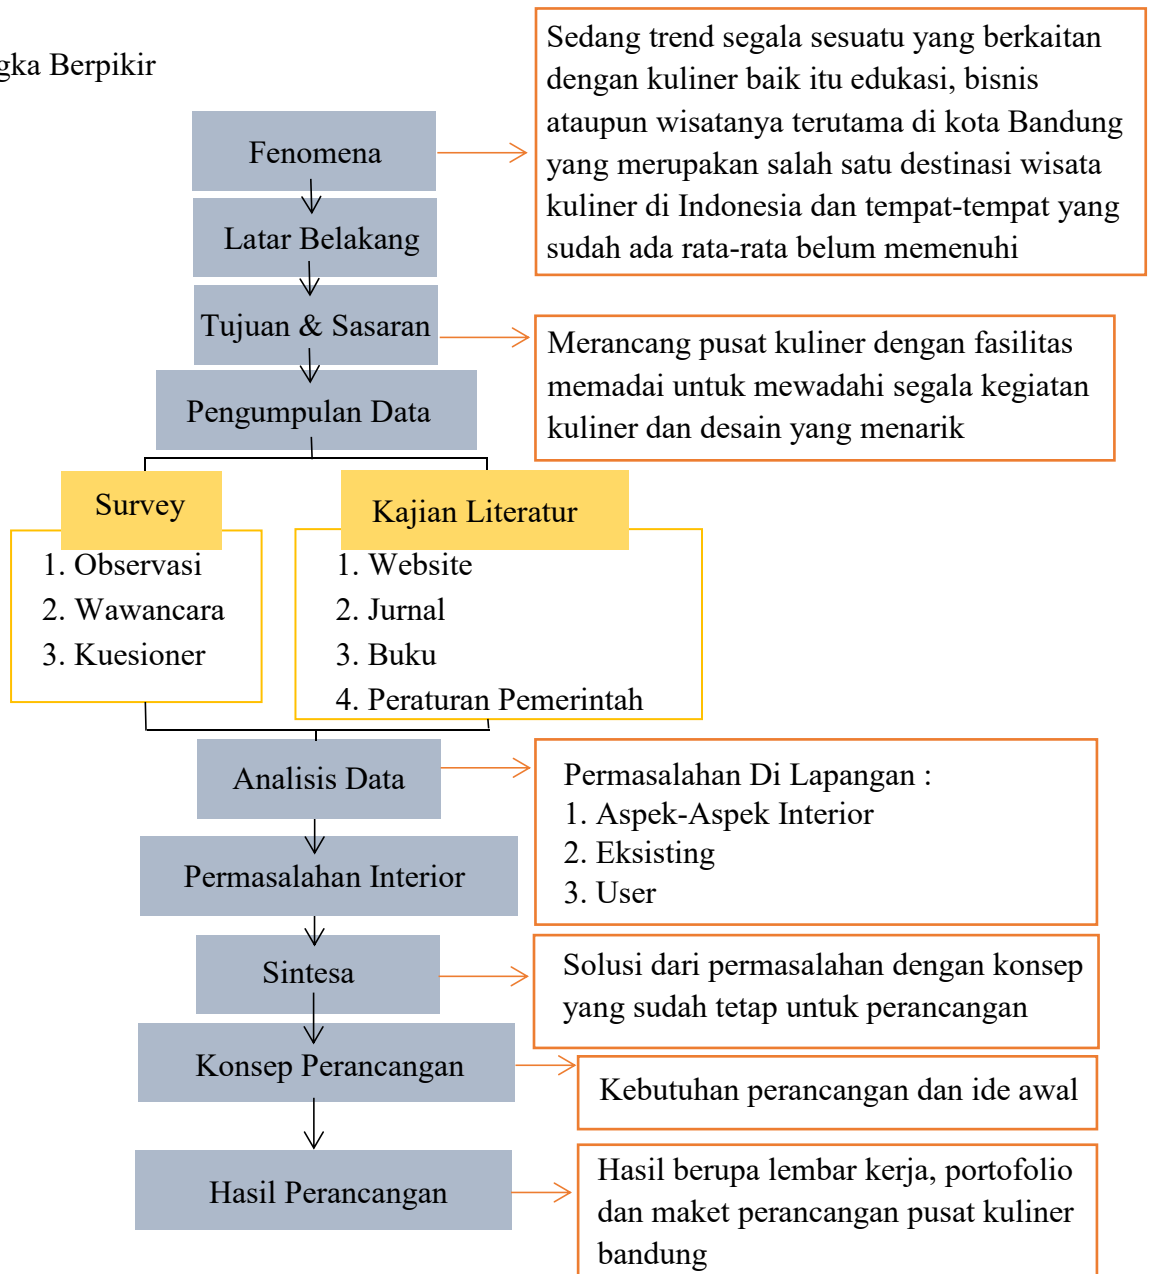 gka Berpikir
Sedang trend segala sesuatu yang berkaitan
dengan kuliner baik itu edukasi, bisnis
ataupun wisatanya terutama di kota Bandung
yang merupakan salah satu destinasi wisata
kuliner di Indonesia dan tempat-tempat yang
sudah ada rata-rata belum memenuhi
Fenomena
Latar Belakang
Tujuan & Sasaran
Merancang pusat kuliner dengan fasilitas
memadai untuk mewadahi segala kegiatan
kuliner dan desain yang menarik
Pengumpulan Data
Survey
1. Observasi
2. Wawancara
3. Kuesioner
Kajian Literatur
1. Website
2. Jurnal
3. Buku
4. Peraturan Pemerintah
Analisis Data
Permasalahan Di Lapangan :
1. Aspek-Aspek Interior
2. Eksisting
3. User
Permasalahan Interior
Sintesa
Solusi dari permasalahan dengan konsep
yang sudah tetap untuk perancangan
Konsep Perancangan
Kebutuhan perancangan dan ide awal
Hasil Perancangan
Hasil berupa lembar kerja, portofolio
dan maket perancangan pusat kuliner
bandung